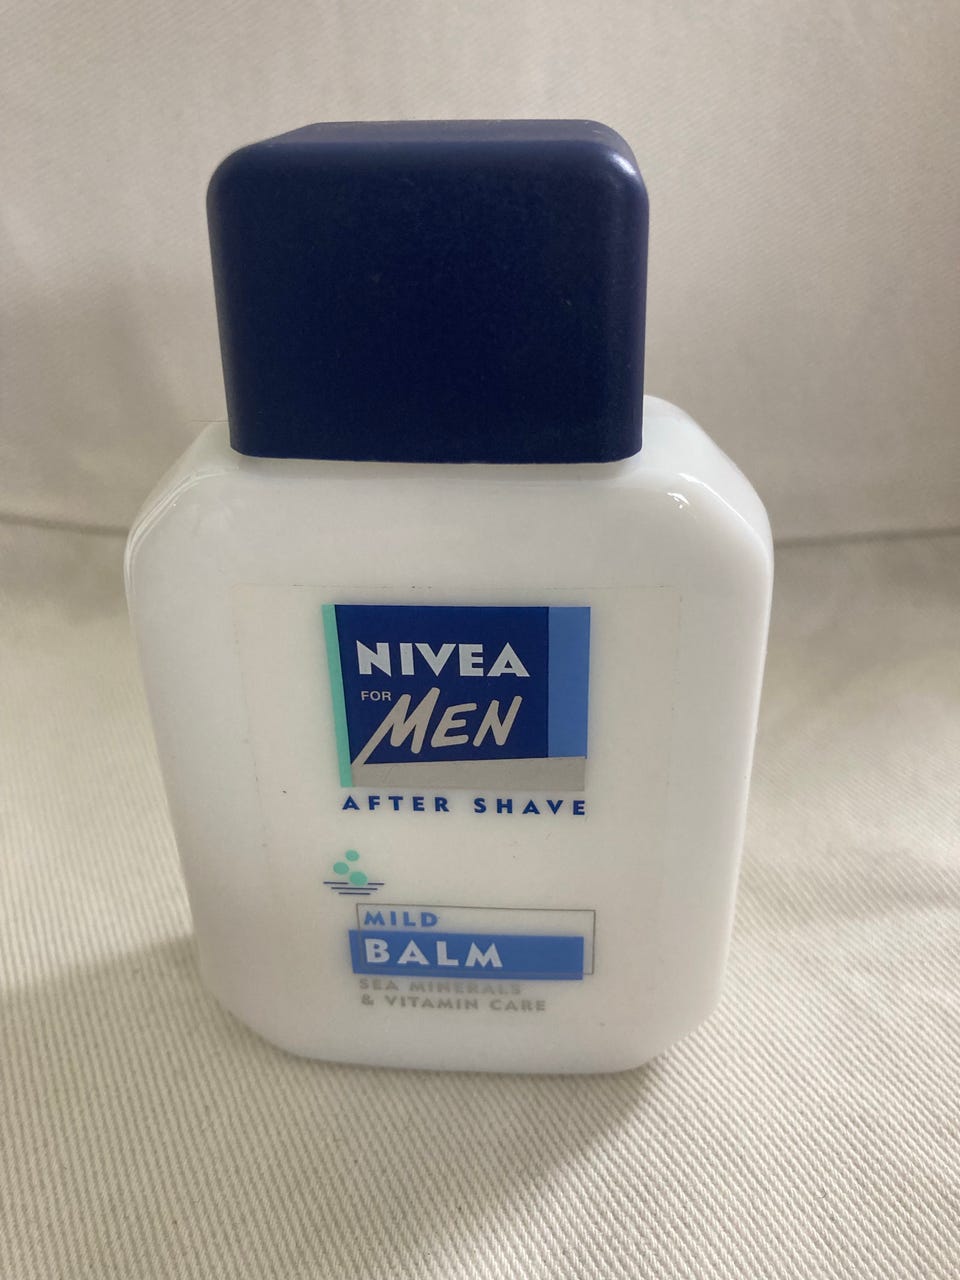 NIVEA
FOR MEN
AFTER SHAVE
MILD
BALM
SEA MINERALS
& VITAMIN CARE